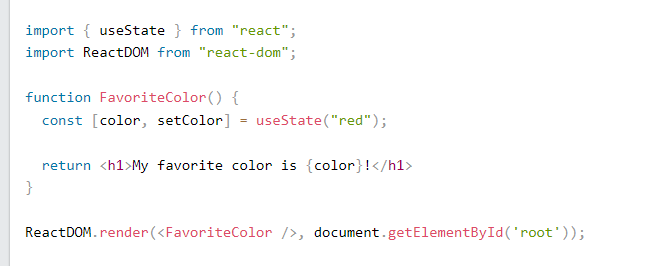 import { useState } from "react";
import ReactDOM from "react-dom";
function FavoriteColor() {
const [color, setColor] = useState("red");
return <h1>My favorite color is {color}!</h1>
}
ReactDOM.render(<FavoriteColor />, document.getElementById('root'));